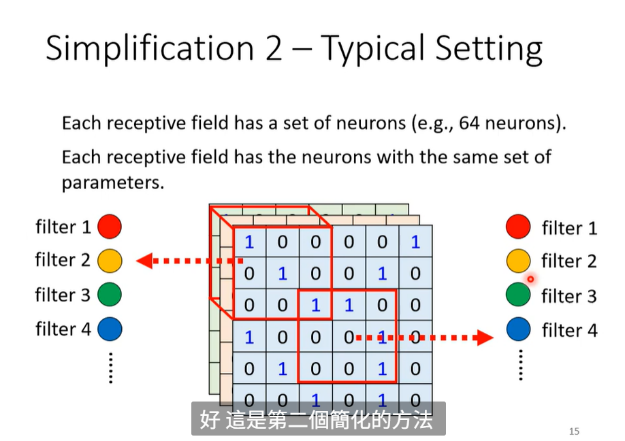 Simplification 2 – Typical Setting
Each receptive field has a set of neurons (e.g., 64 neurons).
Each receptive field has the neurons with the same set of
parameters.
filter 1
filter 2
filter 3
filter 4
1 0 0 0 0 1
0 1 0 0 1 0
0 0 1 1 0 0
1 0 0 0 1 0
0 1 0 0 1 0
0 0 1 0 1 0
filter 1
filter 2
filter 3
filter 4
好 這是第二個簡化的方法
15